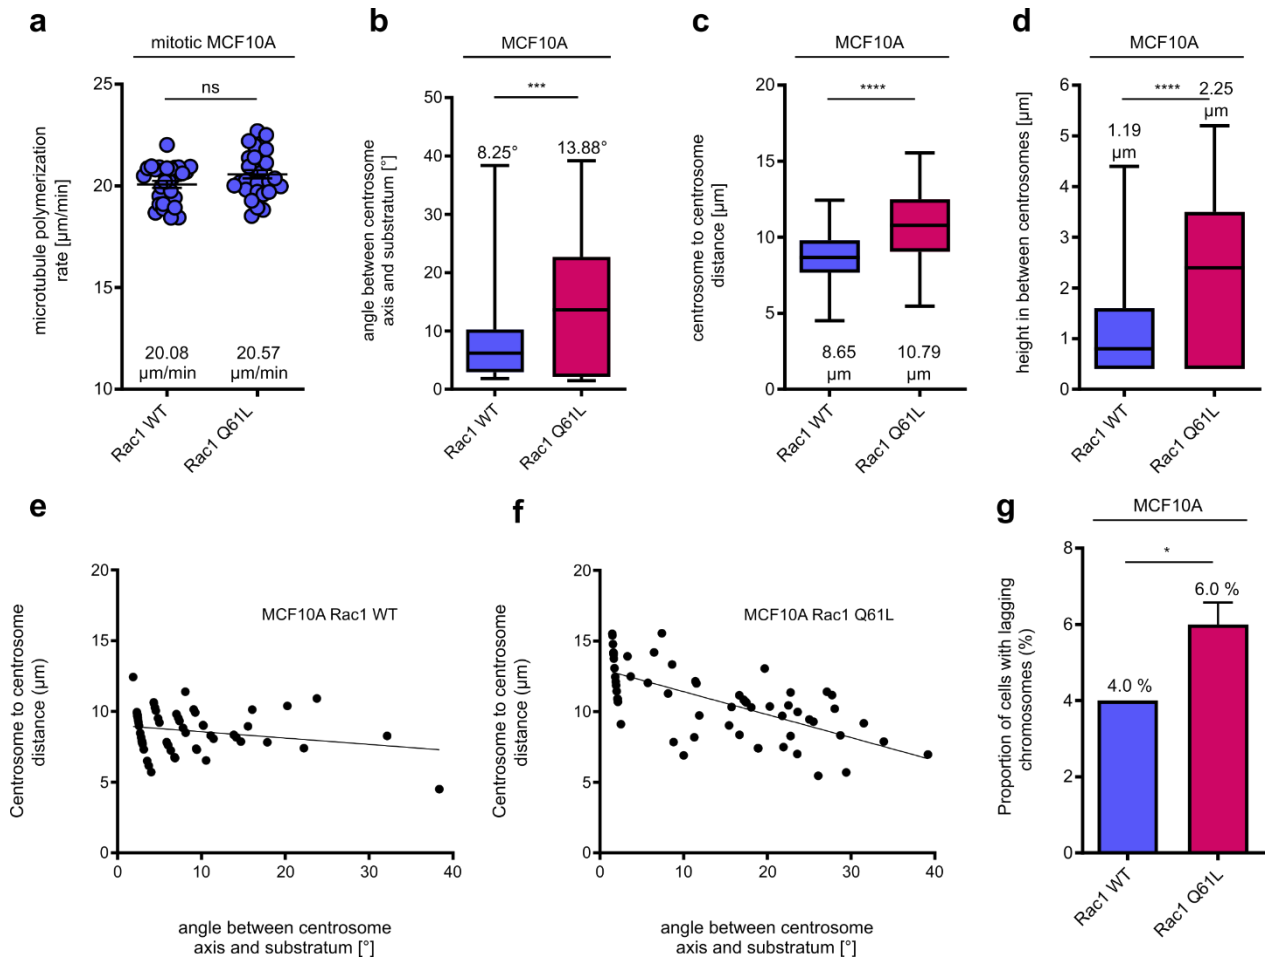 a
mitotic MCF10A
ns
microtubule polymerization
rate [µm/min]
25
20
15
10
20.08
µm/min
20.57
µm/min
Rac1 WT
Rac1 Q61L
b
MCF10A
***
angle between centrosome
axis and substratum [°]
50
40
30
20
10
0
8.25°
13.88°
Rac1 WT
Rac1 Q61L
c
MCF10A
****
centrosome to centrosome
distance [µm]
20
15
10
5
0
8.65
µm
10.79
µm
Rac1 WT
Rac1 Q61L
d
MCF10A
****
height in between centrosomes [µm]
6
5
4
3
2
1
0
1.19
µm
2.25
µm
Rac1 WT
Rac1 Q61L
e
MCF10A Rac1 WT
Centrosome to centrosome
distance (µm)
20
15
10
5
0
0
10
20
30
40
angle between centrosome
axis and substratum [°]
f
MCF10A Rac1 Q61L
Centrosome to centrosome
distance (µm)
20
15
10
5
0
0
10
20
30
40
angle between centrosome
axis and substratum [°]
g
MCF10A
*
Proportion of cells with lagging
chromosomes (%)
8
6
4
2
0
4.0 %
6.0 %
Rac1 WT
Rac1 Q61L